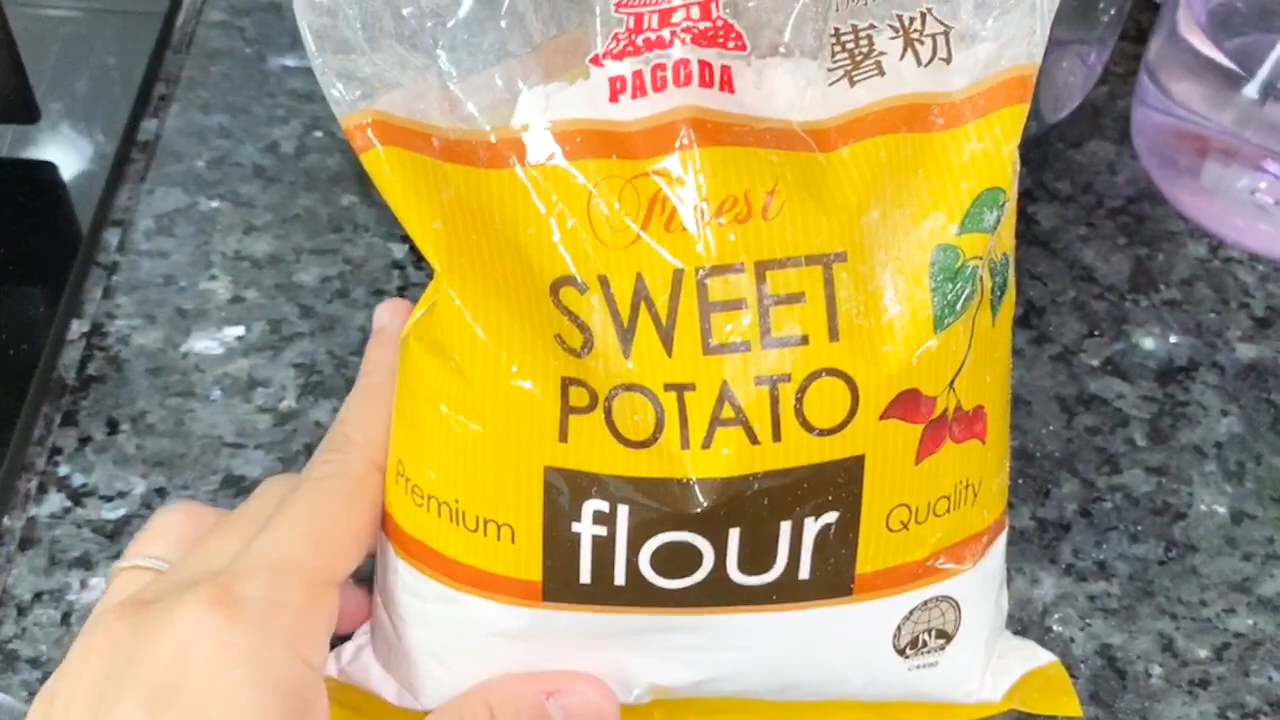 PAGODA
薯粉
Finest
SWEET
POTATO
flour
Premium
Quality